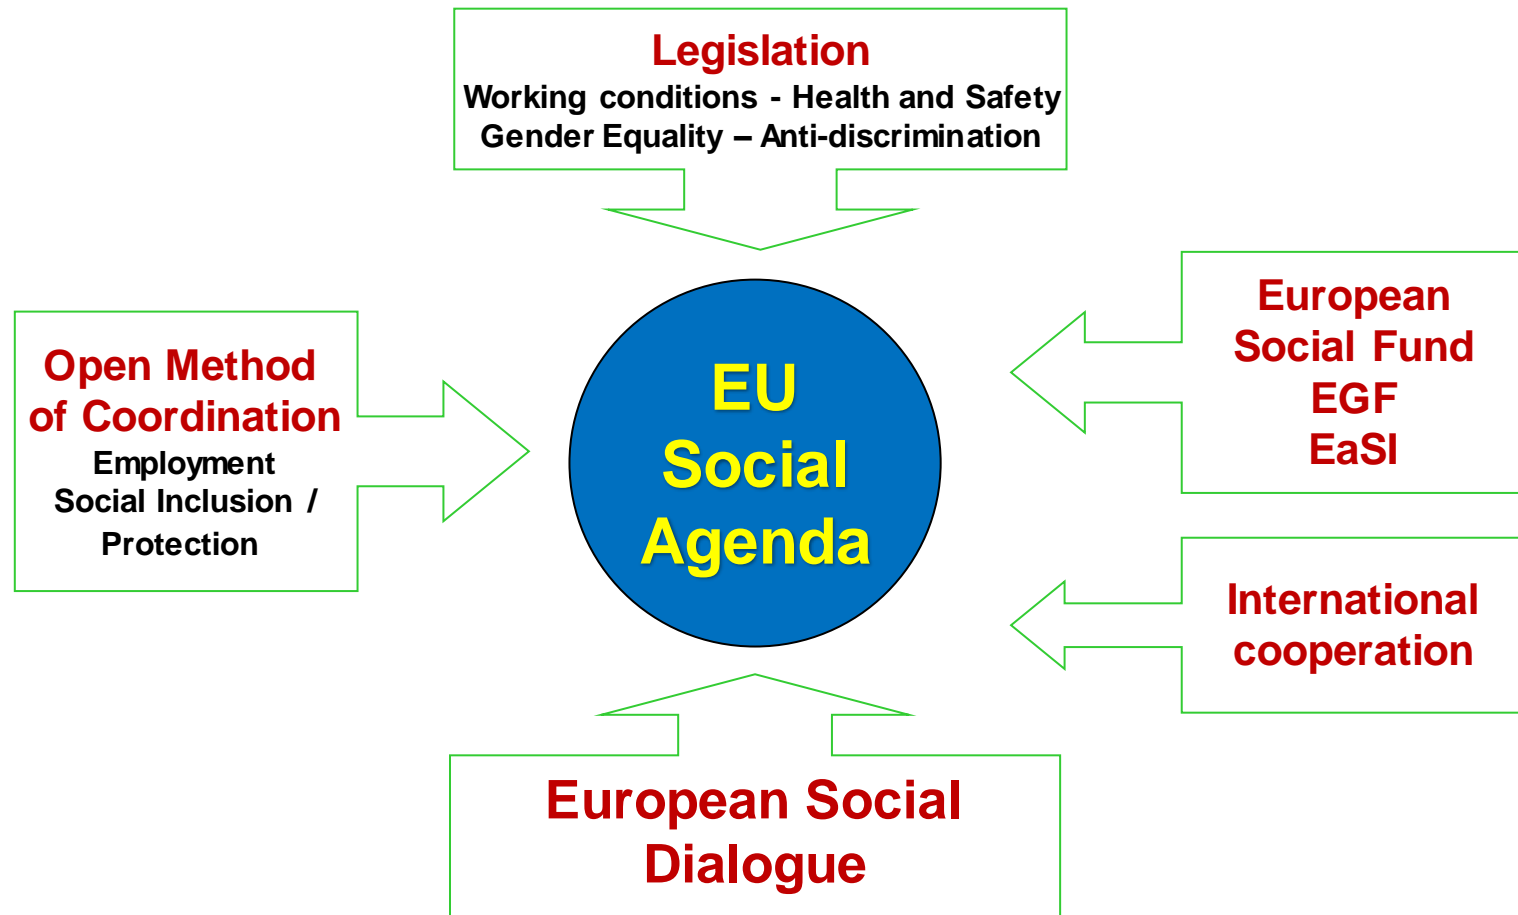 Legislation
Working conditions - Health and Safety
Gender Equality – Anti-discrimination
Open Method
of Coordination
Employment
Social Inclusion /
Protection
EU
Social
Agenda
European
Social Fund
EGF
EaSI
International
cooperation
European Social
Dialogue